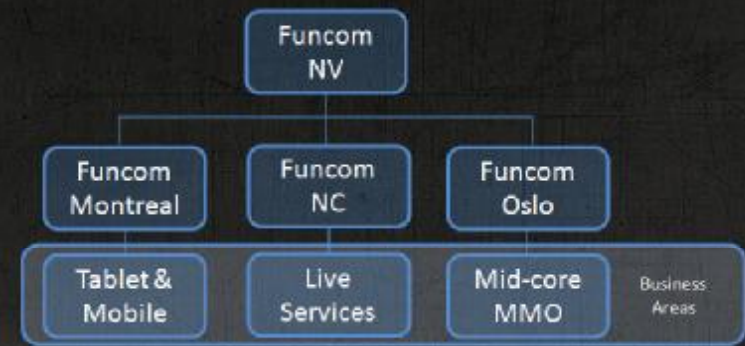 Funcom
NV
Funcom
Montreal
Funcom
NC
Funcom
Oslo
Tablet &
Mobile
Live
Services
Mid-core
MMO
Business
Areas